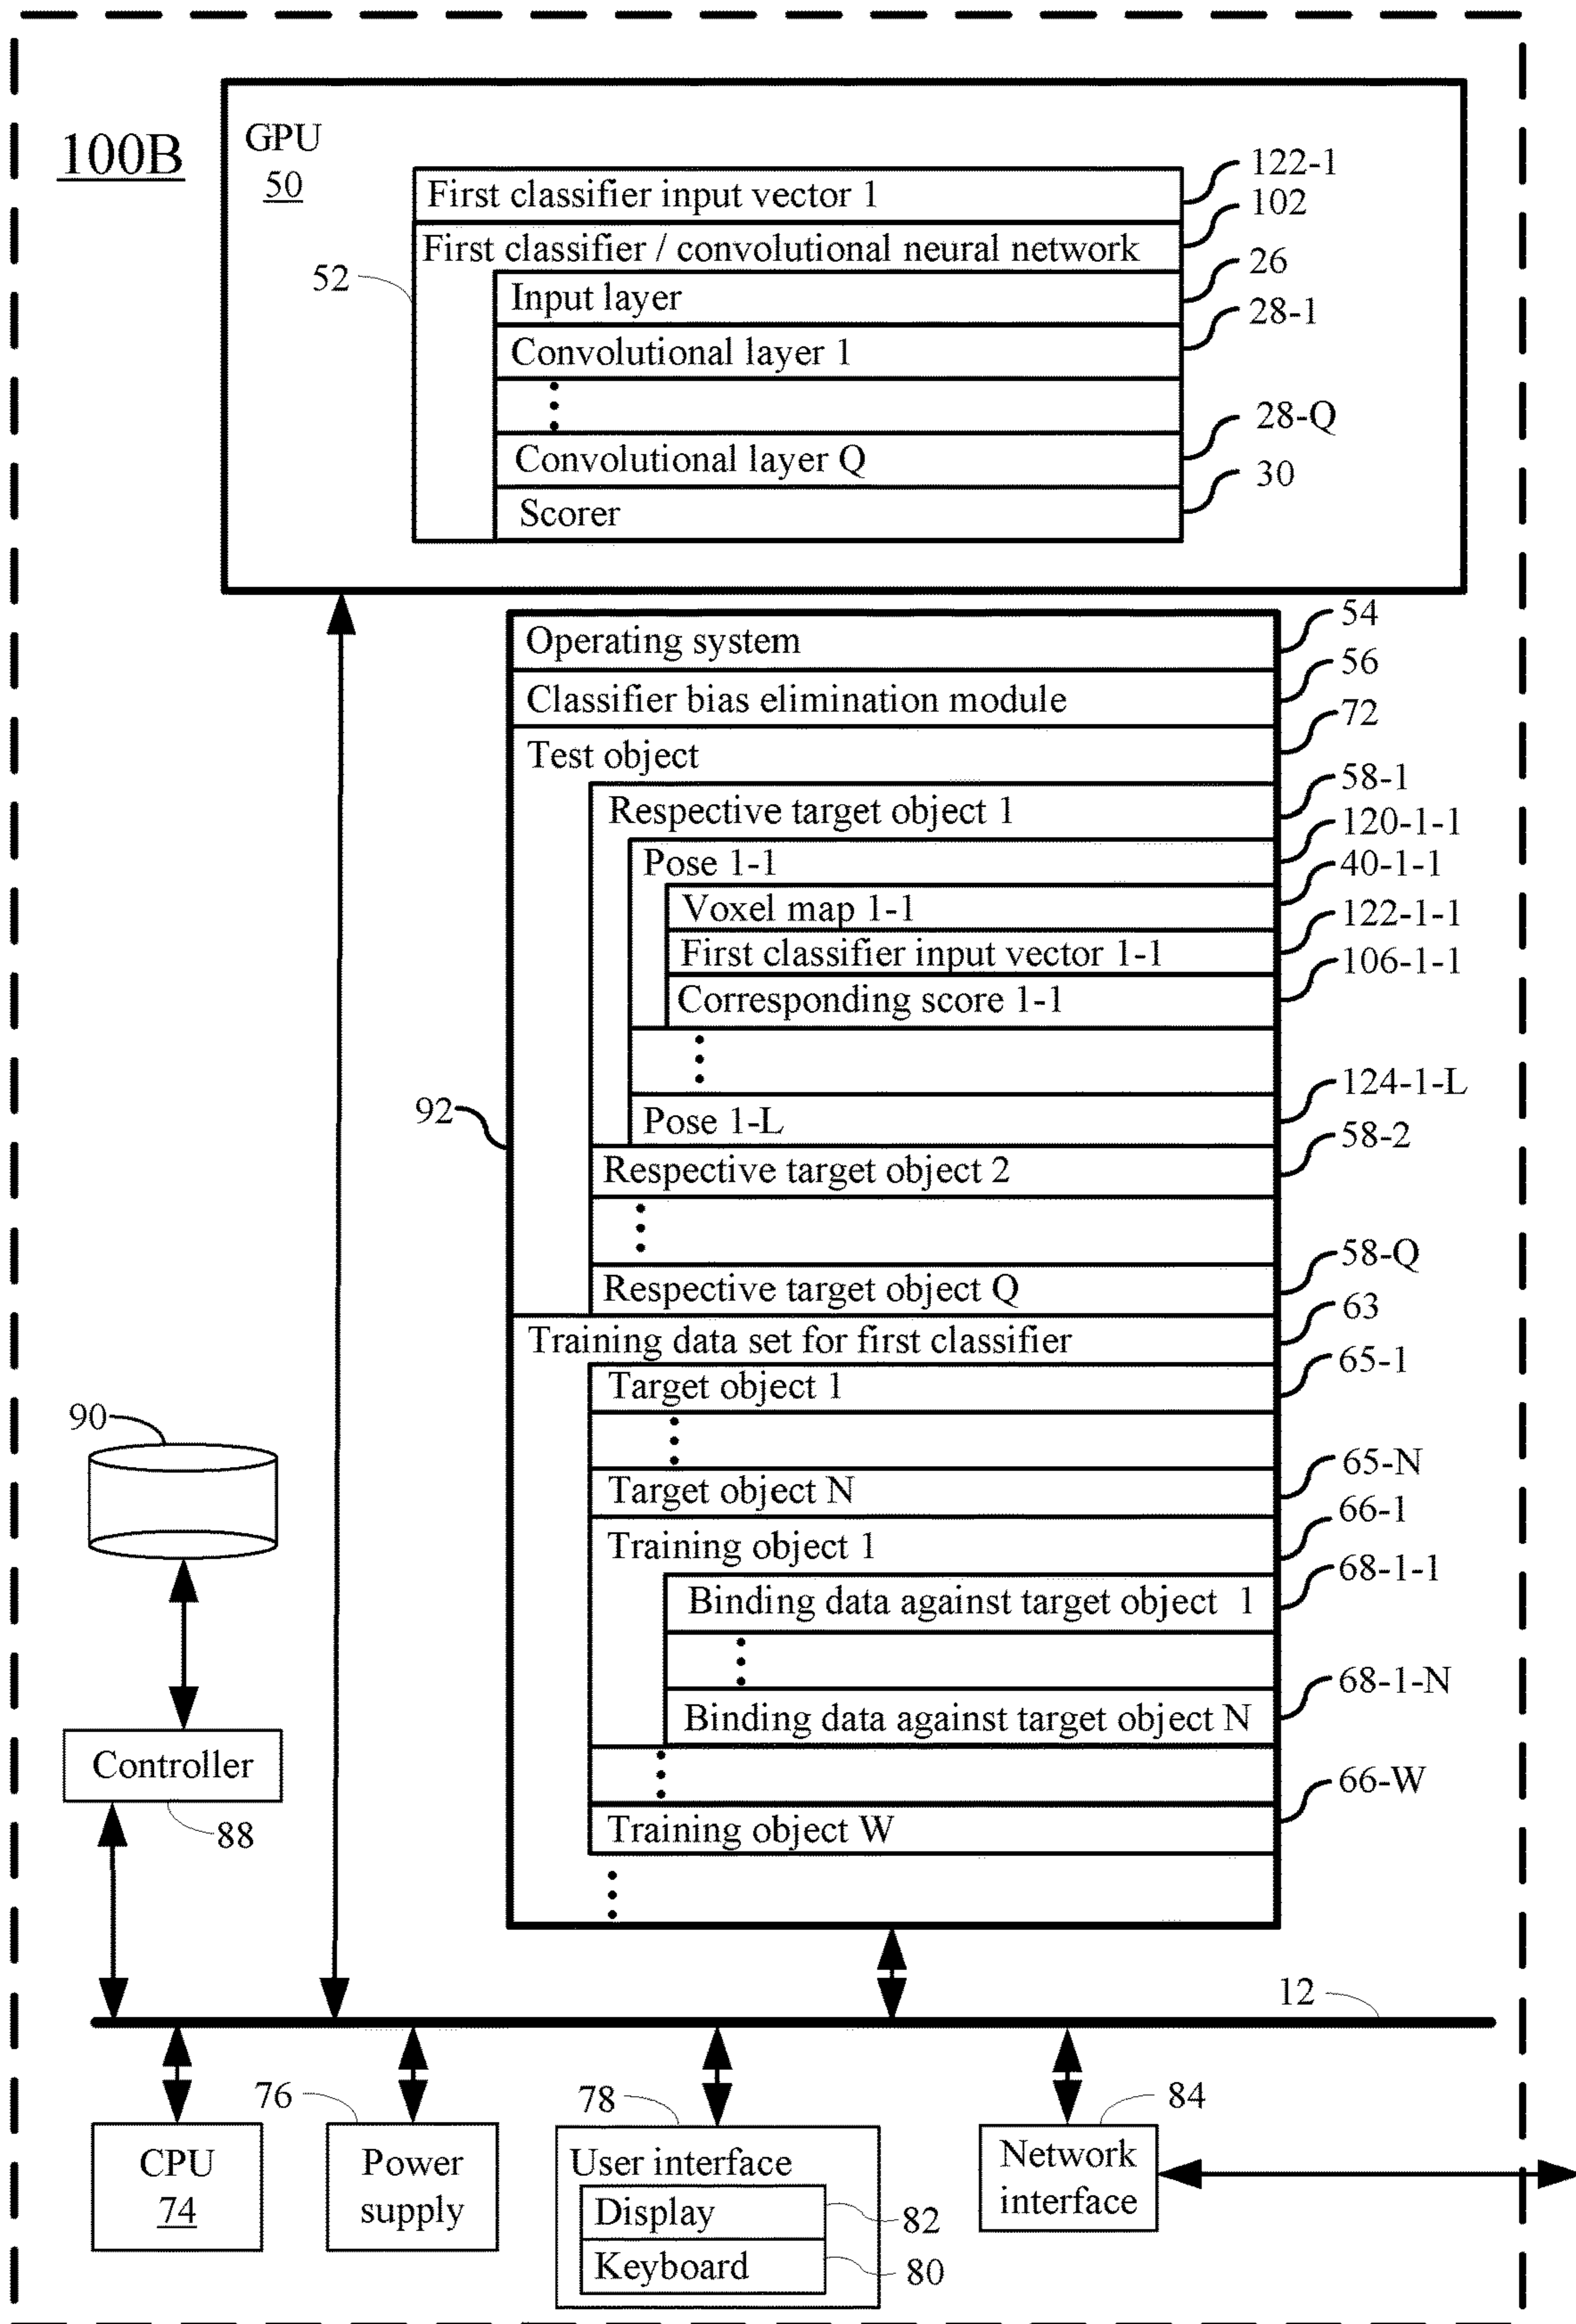 100B
GPU
50
First classifier input vector 1
122-1
First classifier / convolutional neural network
102
52
Input layer
26
Convolutional layer 1
28-1
Convolutional layer Q
28-Q
Scorer
30
Operating system
54
Classifier bias elimination module
56
Test object
72
Respective target object 1
58-1
Pose 1-1
120-1-1
Voxel map 1-1
40-1-1
First classifier input vector 1-1
122-1-1
Corresponding score 1-1
106-1-1
92
Pose 1-L
124-1-L
Respective target object 2
58-2
Respective target object Q
58-Q
Training data set for first classifier
63
Target object 1
65-1
90
Target object N
65-N
Training object 1
66-1
Binding data against target object 1
68-1-1
Binding data against target object N
68-1-N
Controller
88
Training object W
66-W
12
76
78
84
CPU
74
Power
supply
User interface
Display
82
Keyboard
80
Network
interface